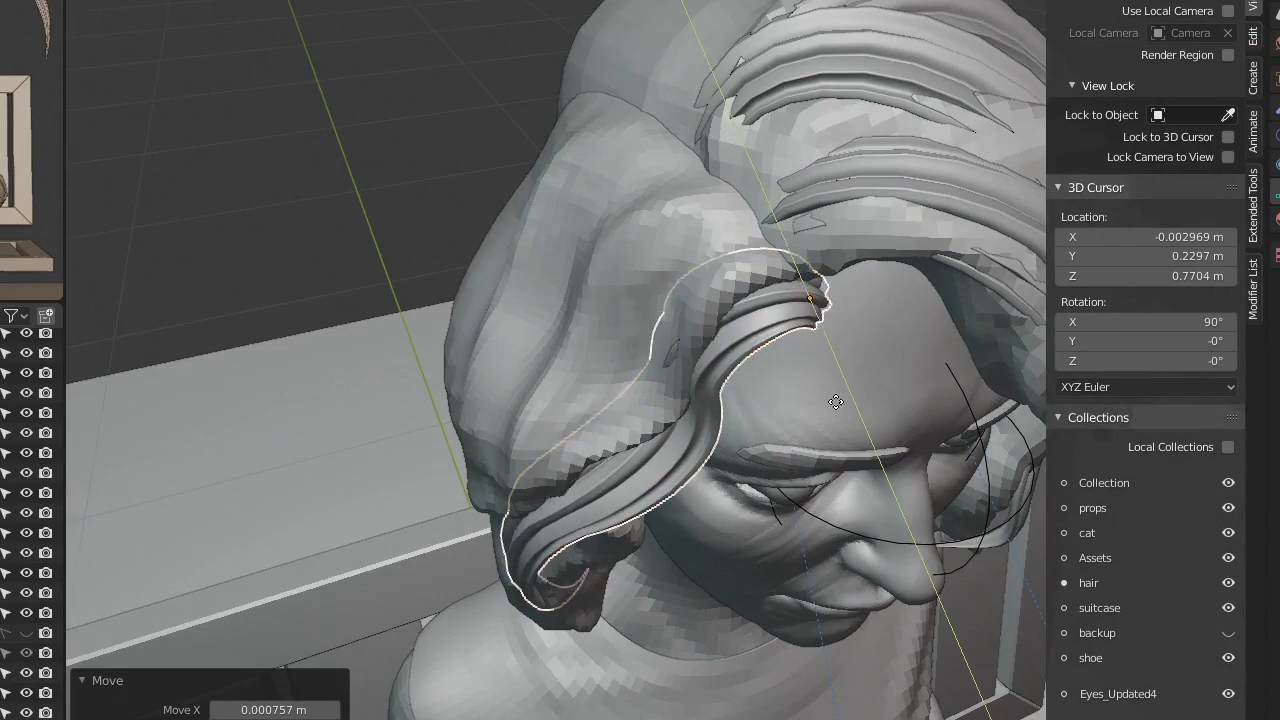 Use Local Camera
Local Camera Camera
Render Region
View Lock
Lock to Object
Lock to 3D Cursor
Lock Camera to View
3D Cursor
Location:
X -0.002969 m
Y 0.2297 m
Z 0.7704 m
Rotation:
X 90°
Y -0°
Z -0°
XYZ Euler
Collections
Local Collections
Collection
props
cat
Assets
hair
suitcase
backup
shoe
Eyes_Updated4
Edit
Create
Animate
Extended Tools
Modifier List
Move
Move X 0.000757 m